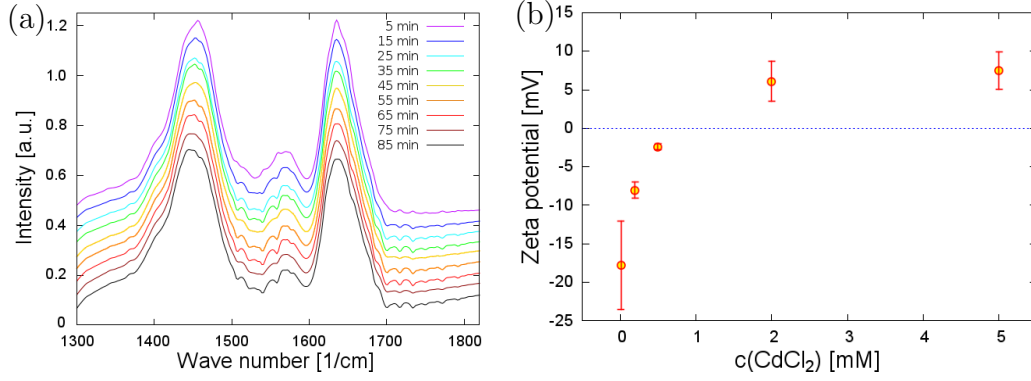 (a)
Intensity [a.u.]
1.2
1.0
0.8
0.6
0.4
0.2
0
5 min
15 min
25 min
35 min
45 min
55 min
65 min
75 min
85 min
1300 1400 1500 1600 1700 1800
Wave number [1/cm]
(b)
Zeta potential [mV]
15
10
5
0
-5
-10
-15
-20
-25
0 1 2 3 4 5
c(CdCl₂) [mM]